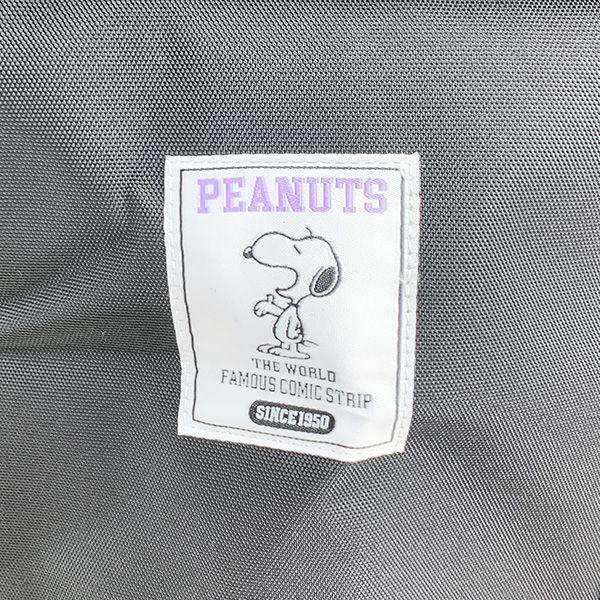 PEANUTS
THE WORLD
FAMOUS COMIC STRIP
SINCE1950